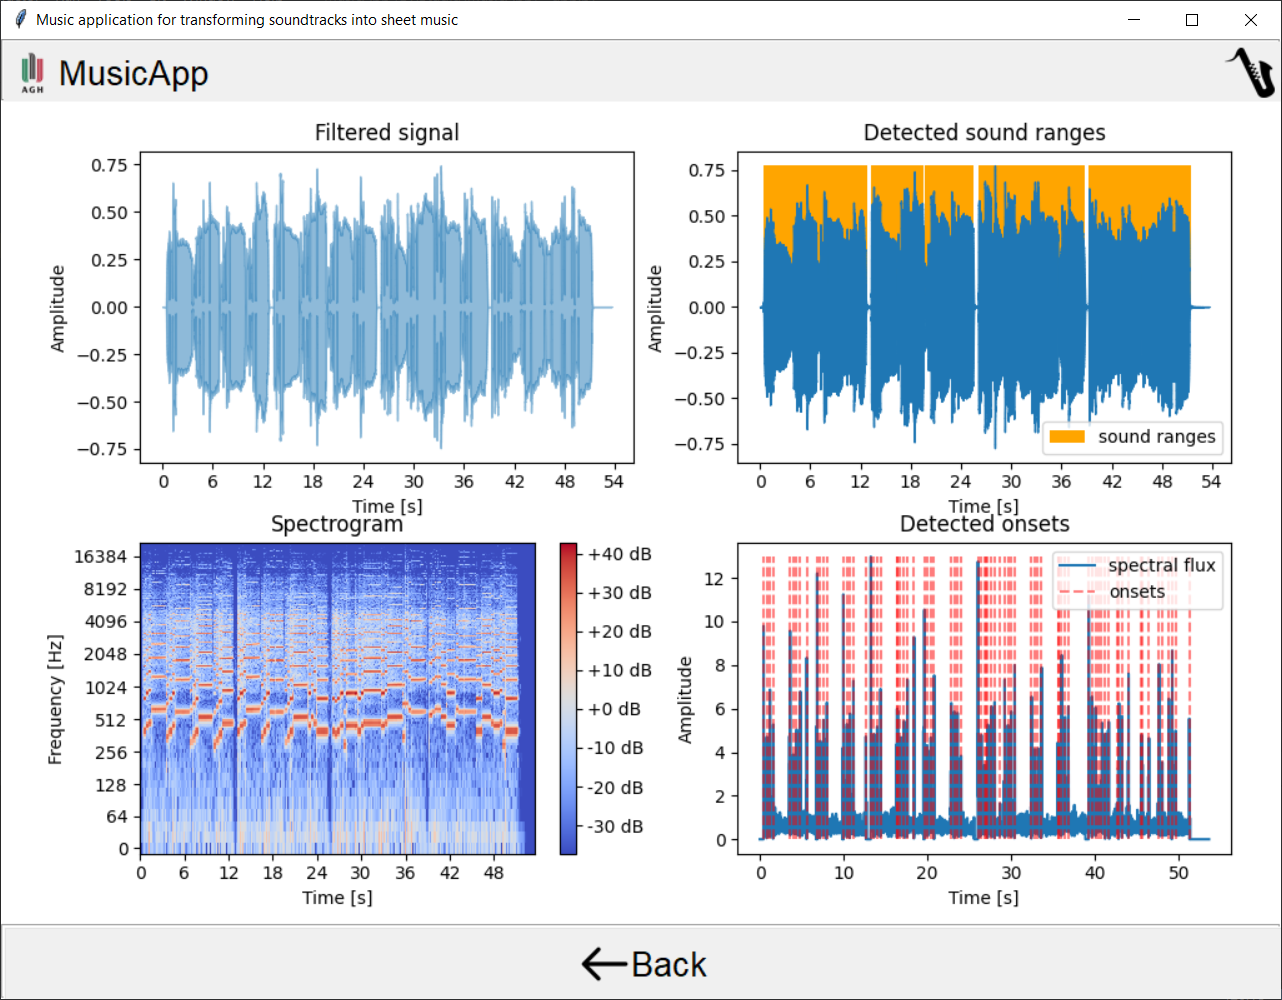 Music application for transforming soundtracks into sheet music
AGH
MusicApp
Filtered signal
0.75
0.50
0.25
0.00
−0.25
−0.50
−0.75
Amplitude
0 6 12 18 24 30 36 42 48 54
Time [s]
Detected sound ranges
0.75
0.50
0.25
0.00
−0.25
−0.50
−0.75
Amplitude
sound ranges
0 6 12 18 24 30 36 42 48 54
Time [s]
Spectrogram
16384
8192
4096
2048
1024
512
256
128
64
0
Frequency [Hz]
0 6 12 18 24 30 36 42 48
Time [s]
+40 dB
+30 dB
+20 dB
+10 dB
+0 dB
-10 dB
-20 dB
-30 dB
Detected onsets
12
10
8
6
4
2
0
Amplitude
spectral flux
onsets
0 10 20 30 40 50
Time [s]
Back